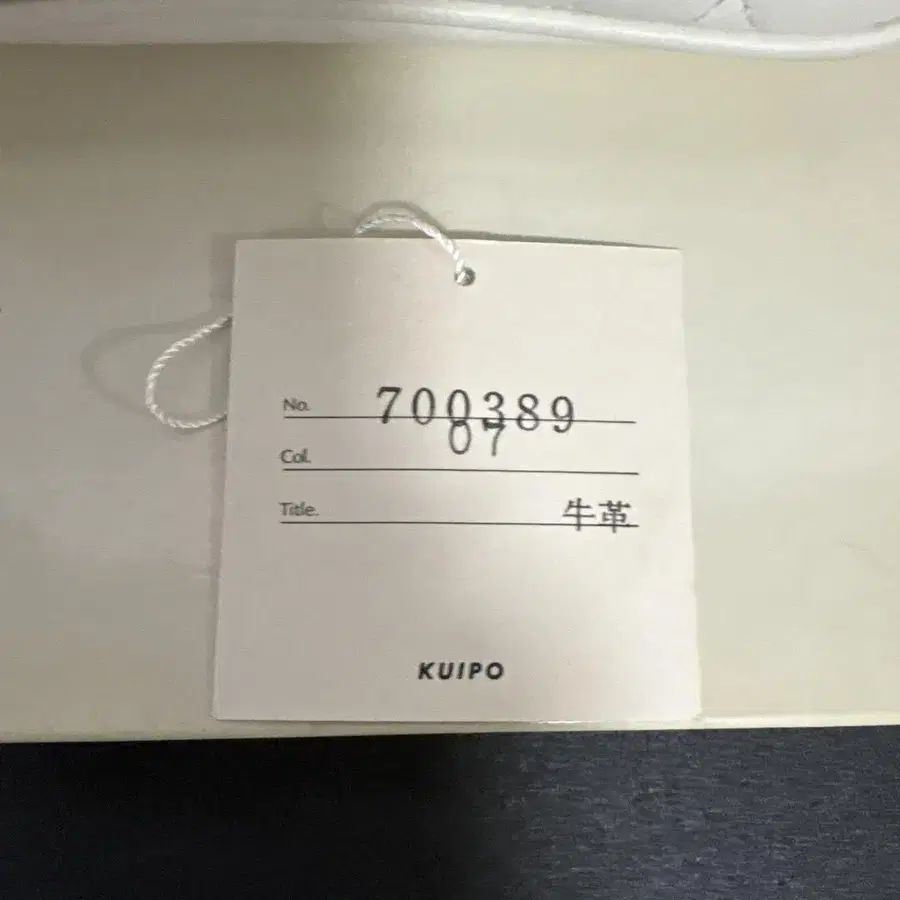 No. 700389
Col. 07
Title. 牛革
KUIPO